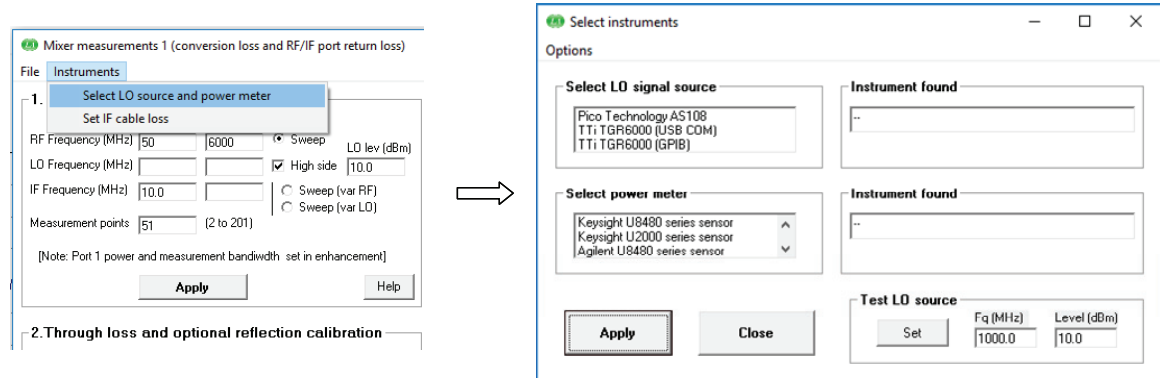 Mixer measurements 1 (conversion loss and RF/IF port return loss)
File Instruments
1.
Select LO source and power meter
Set IF cable loss
RF Frequency (MHz) 50 6000 Sweep LO lev (dBm)
LO Frequency (MHz) High side 10.0
IF Frequency (MHz) 10.0 Sweep (var RF)
Sweep (var LO)
Measurement points 51 (2 to 201)
[Note: Port 1 power and measurement bandiwdth set in enhancement]
Apply Help
2.Through loss and optional reflection calibration
Select instruments
Options
Select LO signal source
Pico Technology AS108
TTi TGR6000 (USB COM)
TTi TGR6000 (GPIB)
Instrument found
--
Select power meter
Keysight U8480 series sensor
Keysight U2000 series sensor
Agilent U8480 series sensor
Instrument found
--
Apply Close
Test LO source
Fq (MHz) Level (dBm)
Set 1000.0 10.0